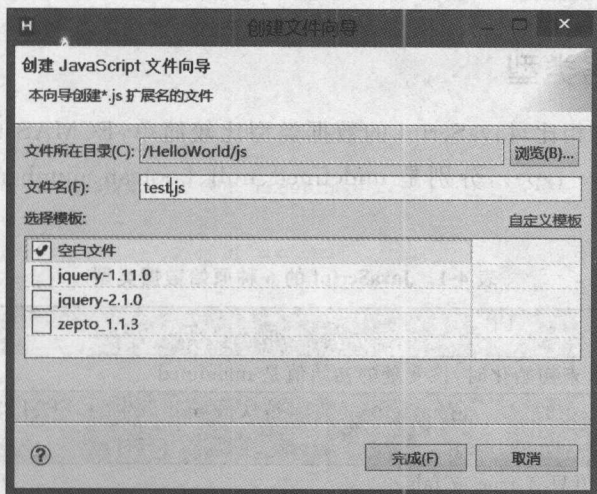 H 创建文件向导
创建 JavaScript 文件向导
本向导创建*.js 扩展名的文件
文件所在目录(C): /HelloWorld/js 浏览(B)...
文件名(F): test.js
选择模板: 自定义模板
空白文件
jquery-1.11.0
jquery-2.1.0
zepto_1.1.3
完成(F) 取消